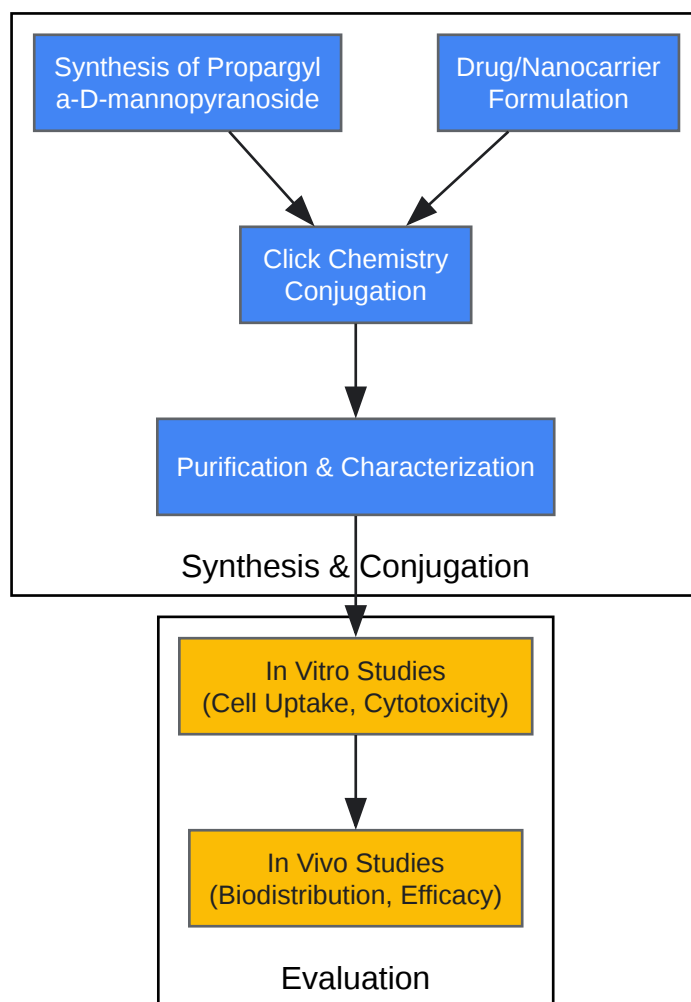 Synthesis of Propargyl
a-D-mannopyranoside
Drug/Nanocarrier
Formulation
Click Chemistry
Conjugation
Purification & Characterization
Synthesis & Conjugation
In Vitro Studies
(Cell Uptake, Cytotoxicity)
In Vivo Studies
(Biodistribution, Efficacy)
Evaluation